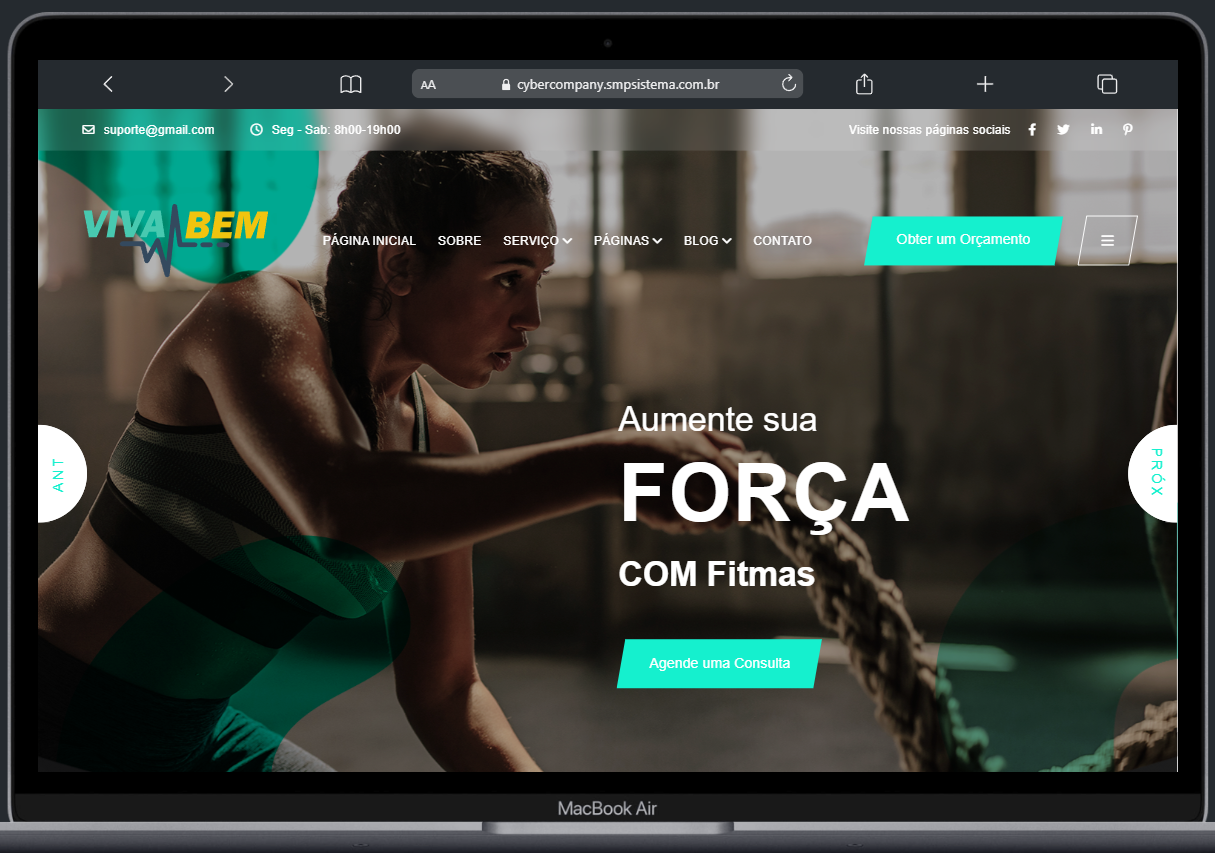 AA cybercompany.smpsistema.com.br
suporte@gmail.com Seg - Sab: 8h00-19h00 Visite nossas páginas sociais
VIVA BEM
PÁGINA INICIAL SOBRE SERVIÇO PÁGINAS BLOG CONTATO Obter um Orçamento
Aumente sua
FORÇA
COM Fitmas
ANT
PRÓX
Agende uma Consulta
MacBook Air